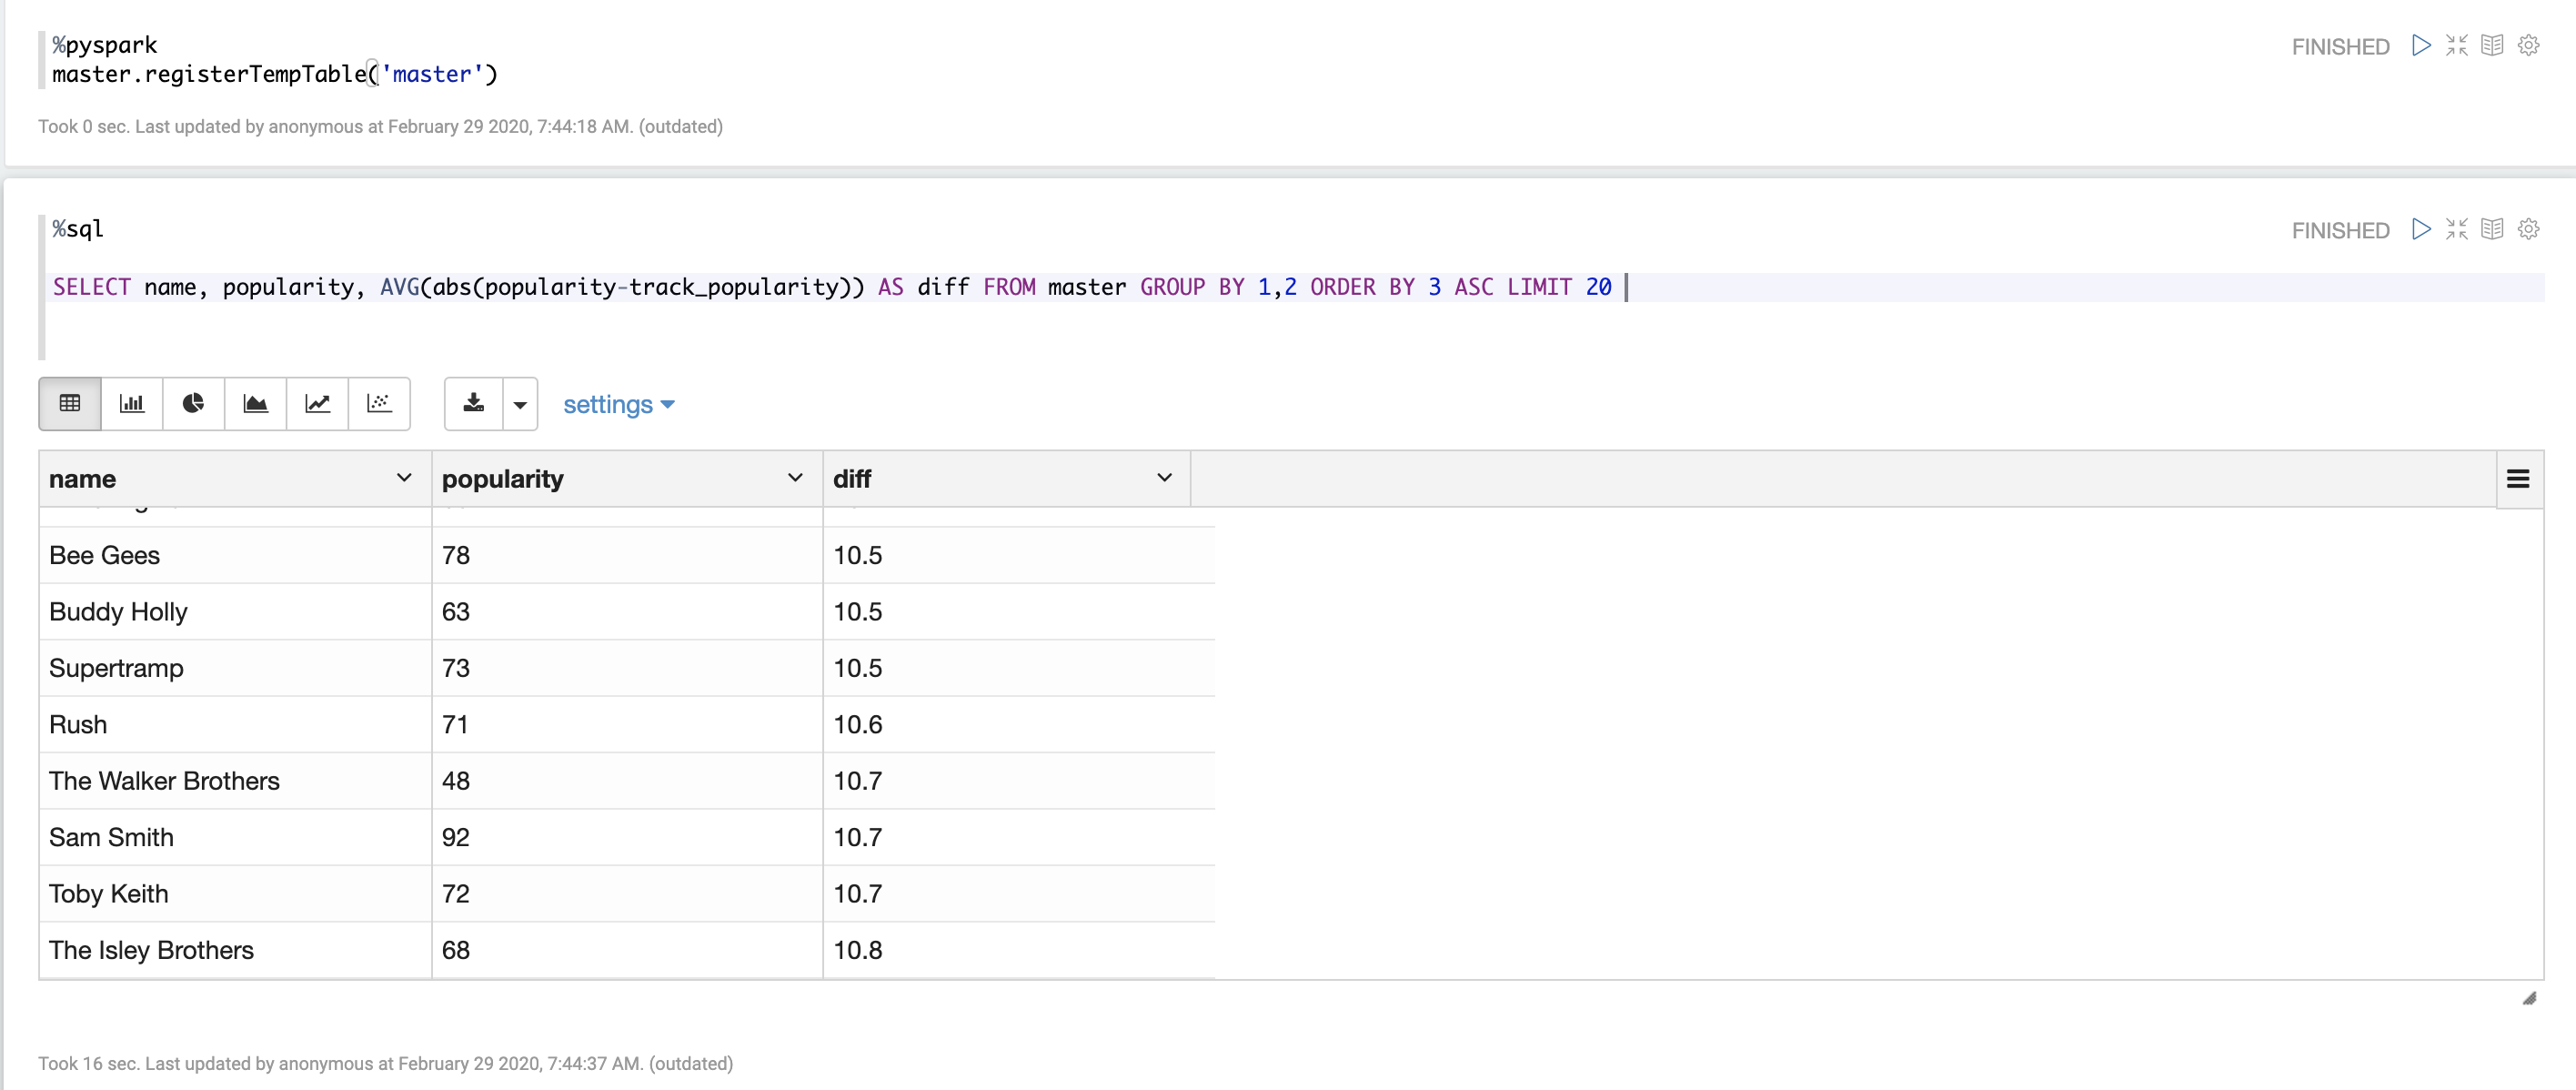 %pyspark
master.registerTempTable('master')
FINISHED
Took 0 sec. Last updated by anonymous at February 29 2020, 7:44:18 AM. (outdated)
%sql
FINISHED
SELECT name, popularity, AVG(abs(popularity-track_popularity)) AS diff FROM master GROUP BY 1,2 ORDER BY 3 ASC LIMIT 20
settings
name popularity diff
Bee Gees 78 10.5
Buddy Holly 63 10.5
Supertramp 73 10.5
Rush 71 10.6
The Walker Brothers 48 10.7
Sam Smith 92 10.7
Toby Keith 72 10.7
The Isley Brothers 68 10.8
Took 16 sec. Last updated by anonymous at February 29 2020, 7:44:37 AM. (outdated)